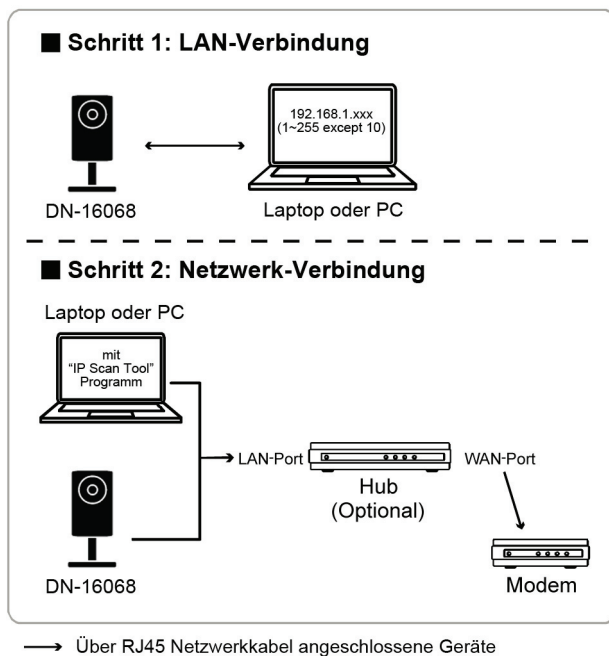 ■ Schritt 1: LAN-Verbindung
192.168.1.xxx
(1~255 except 10)
DN-16068
Laptop oder PC
■ Schritt 2: Netzwerk-Verbindung
Laptop oder PC
mit
"IP Scan Tool"
Programm
LAN-Port
WAN-Port
Hub
(Optional)
DN-16068
Modem
Über RJ45 Netzwerkkabel angeschlossene Geräte